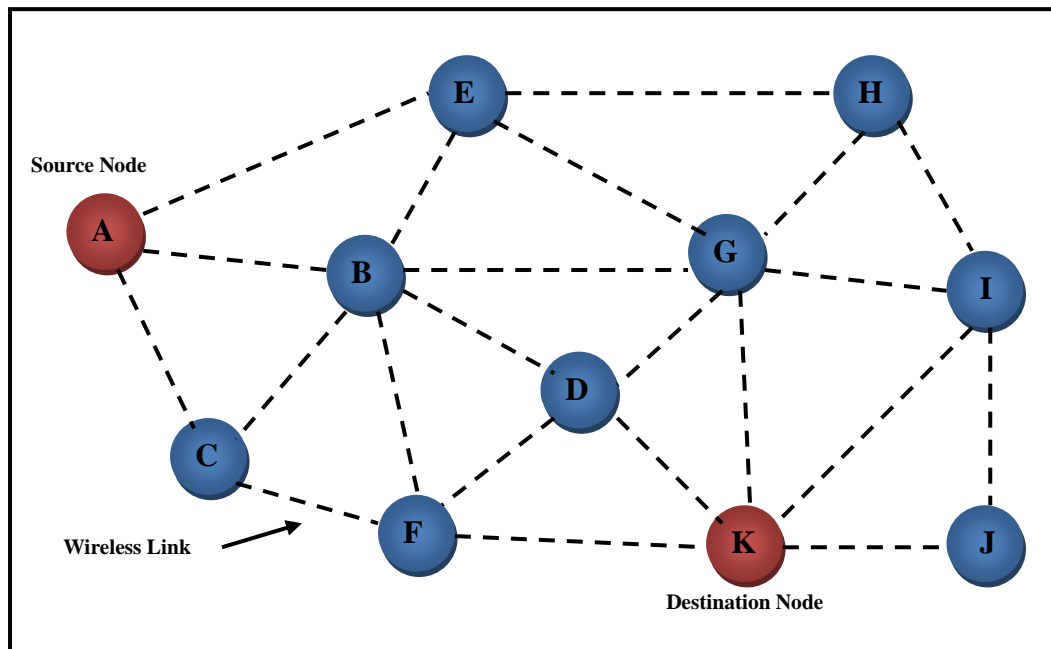 E
H
Source Node
A
B
G
I
D
C
F
K
J
Wireless Link
Destination Node